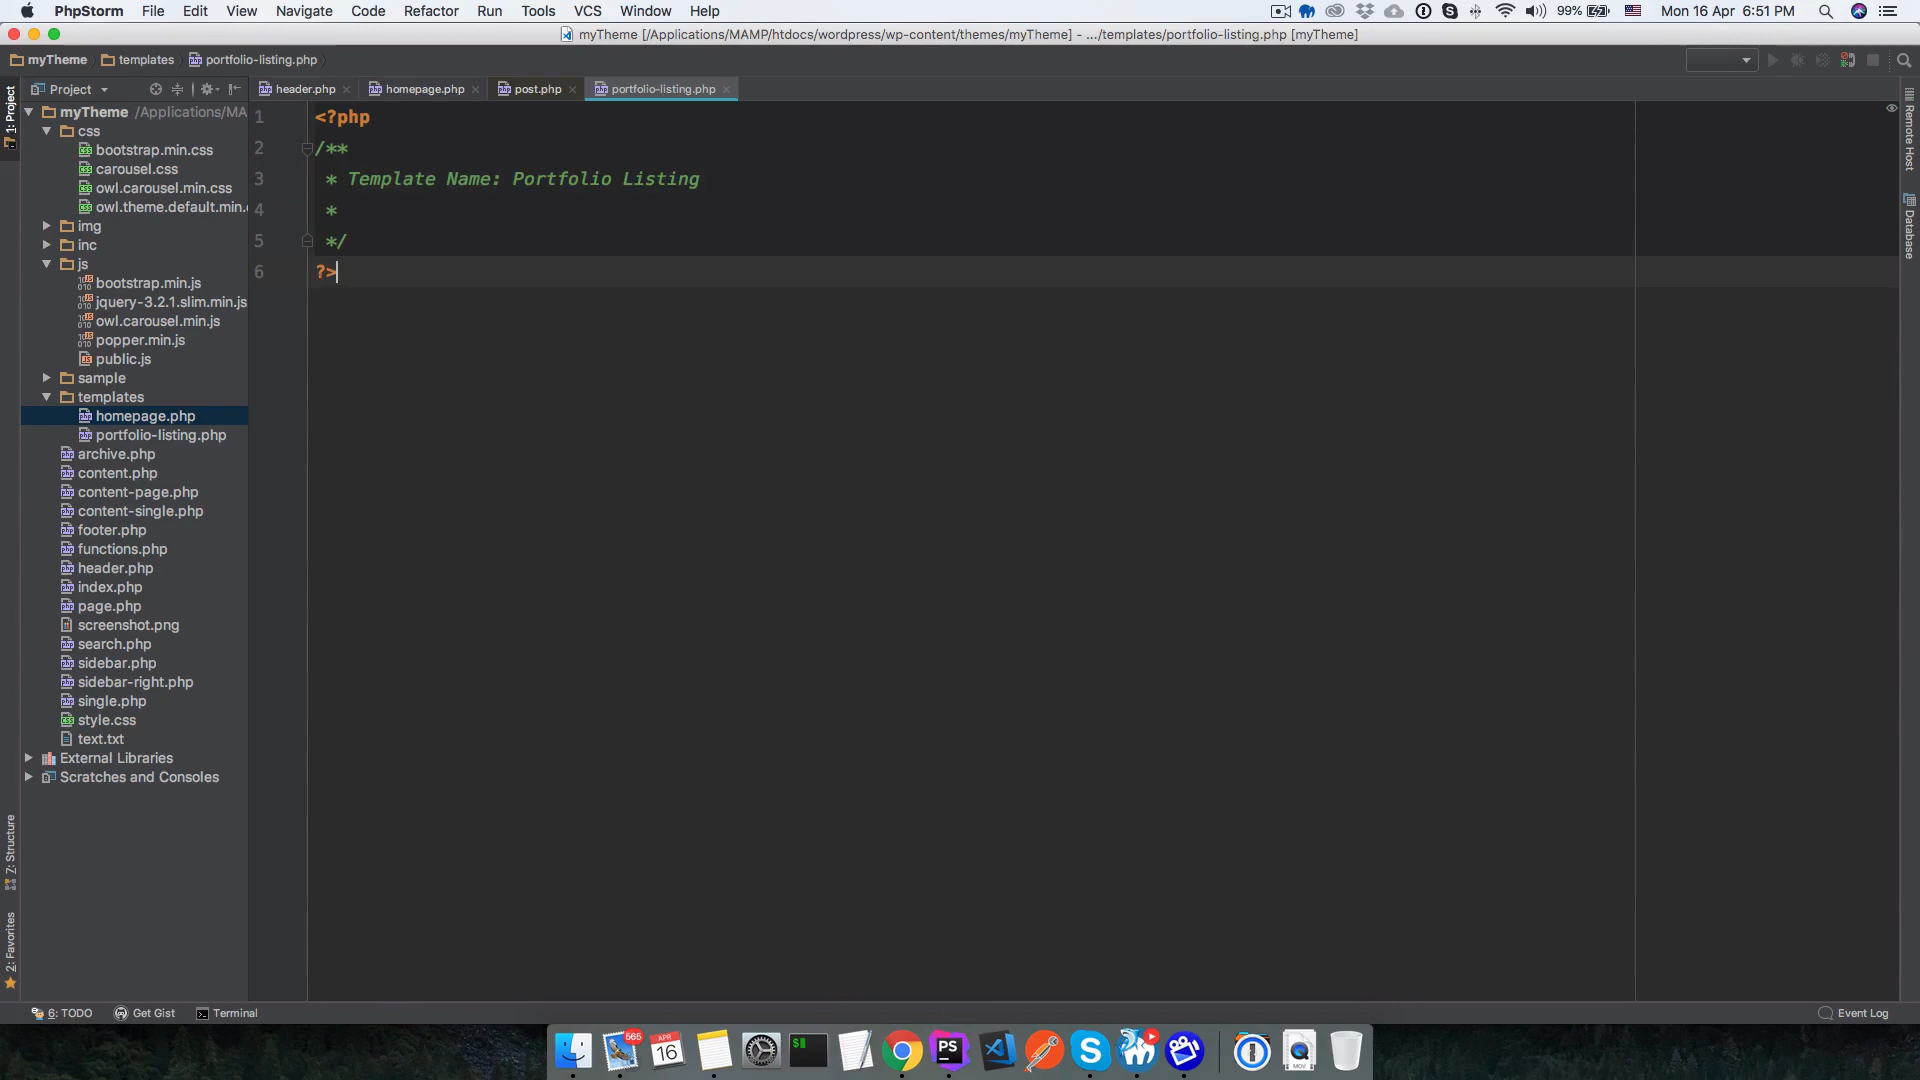 PhpStorm File Edit View Navigate Code Refactor Run Tools VCS Window Help 99% Mon 16 Apr 6:51 PM
myTheme [/Applications/MAMP/htdocs/wordpress/wp-content/themes/myTheme] - .../templates/portfolio-listing.php [myTheme]
myTheme templates portfolio-listing.php
Project header.php homepage.php post.php portfolio-listing.php
1: Project
7: Structure
2: Favorites
myTheme /Applications/MA
css
bootstrap.min.css
carousel.css
owl.carousel.min.css
owl.theme.default.min.
img
inc
js
bootstrap.min.js
jquery-3.2.1.slim.min.js
owl.carousel.min.js
popper.min.js
public.js
sample
templates
homepage.php
portfolio-listing.php
archive.php
content.php
content-page.php
content-single.php
footer.php
functions.php
header.php
index.php
page.php
screenshot.png
search.php
sidebar.php
sidebar-right.php
single.php
style.css
text.txt
External Libraries
Scratches and Consoles
1 <?php
2 /**
3 * Template Name: Portfolio Listing
4 *
5 */
6 ?>
Remote Host
Database
6: TODO Get Gist Terminal Event Log
565
APR
16
$
PS
S
MOV